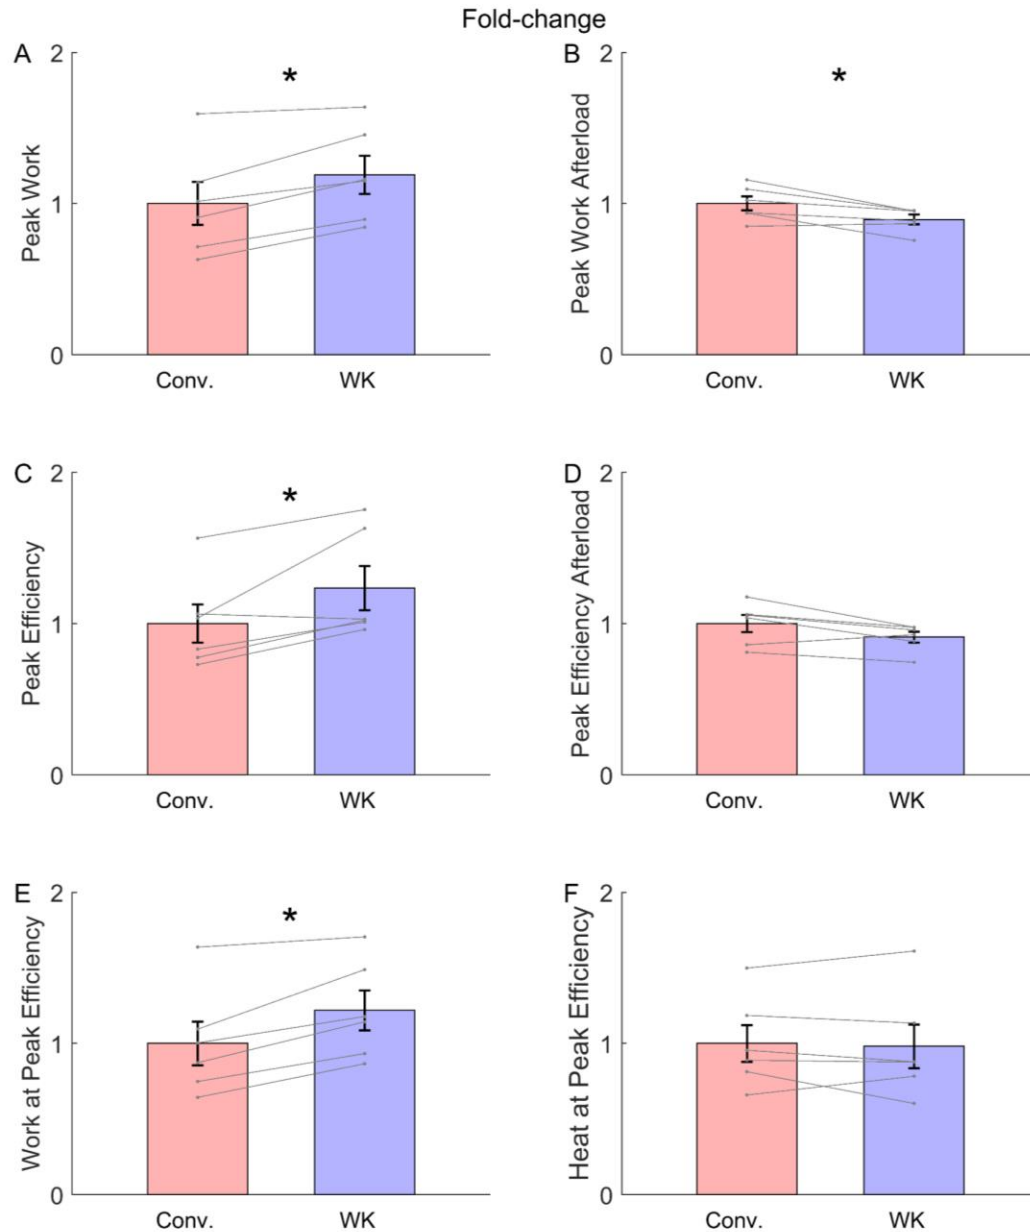 Fold-change
A
Peak Work
2
1
0
*
Conv.
WK
B
Peak Work Afterload
2
1
0
*
Conv.
WK
C
Peak Efficiency
2
1
0
*
Conv.
WK
D
Peak Efficiency Afterload
2
1
0
Conv.
WK
E
Work at Peak Efficiency
2
1
0
*
Conv.
WK
F
Heat at Peak Efficiency
2
1
0
Conv.
WK